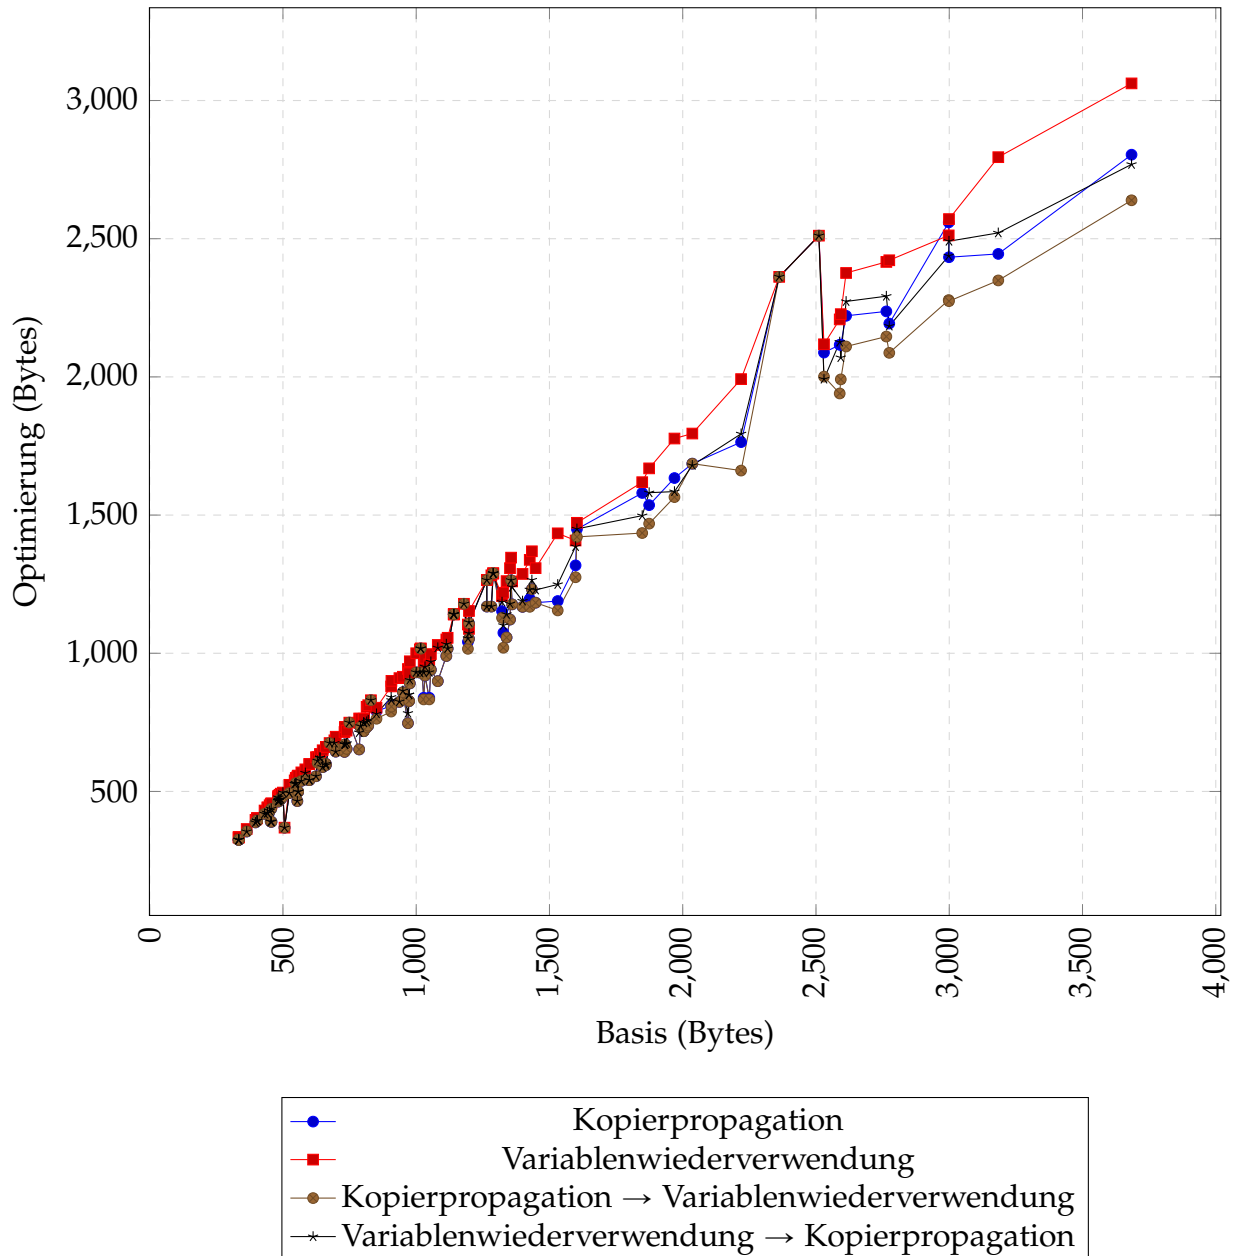 3,000
2,500
2,000
1,500
1,000
500
Optimierung (Bytes)
0
500
1,000
1,500
2,000
2,500
3,000
3,500
4,000
Basis (Bytes)
Kopierpropagation
Variablenwiederverwendung
Kopierpropagation → Variablenwiederverwendung
Variablenwiederverwendung → Kopierpropagation